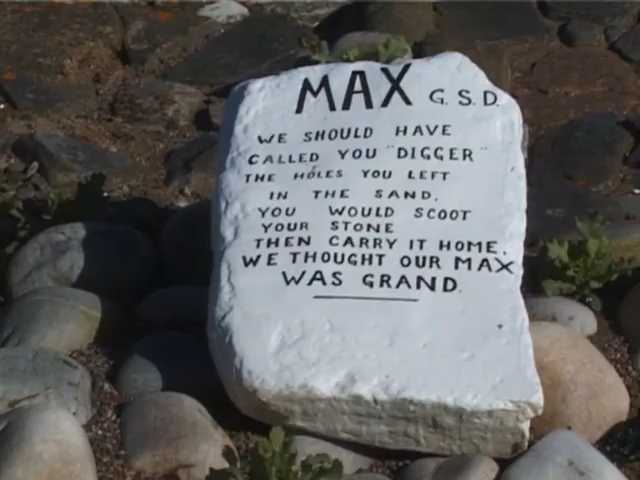 MAX G.S.D.
WE SHOULD HAVE
CALLED YOU "DIGGER"
THE HOLES YOU LEFT
IN THE SAND,
YOU WOULD SCOOT
YOUR STONE
THEN CARRY IT HOME.
WE THOUGHT OUR MAX
WAS GRAND.